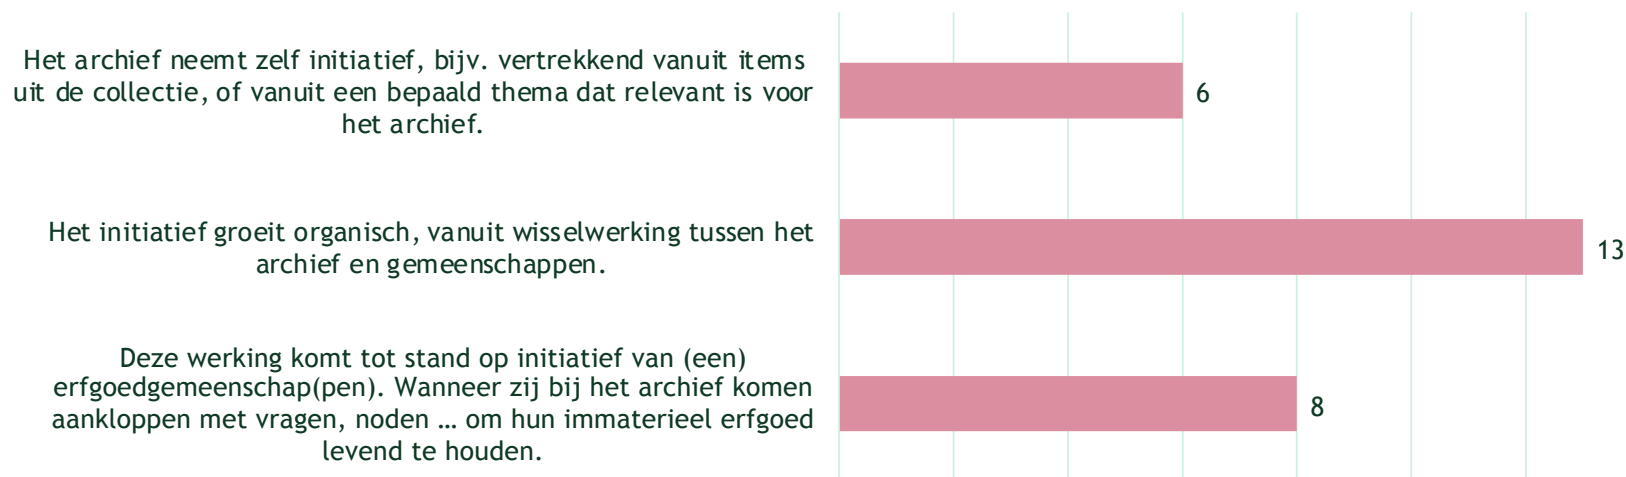 Het archief neemt zelf initiatief, bijv. vertrekkend vanuit items
uit de collectie, of vanuit een bepaald thema dat relevant is voor
het archief.
6
Het initiatief groeit organisch, vanuit wisselwerking tussen het
archief en gemeenschappen.
13
Deze werking komt tot stand op initiatief van (een)
erfgoedgemeenschap(pen). Wanneer zij bij het archief komen
aankloppen met vragen, noden … om hun immaterieel erfgoed
levend te houden.
8